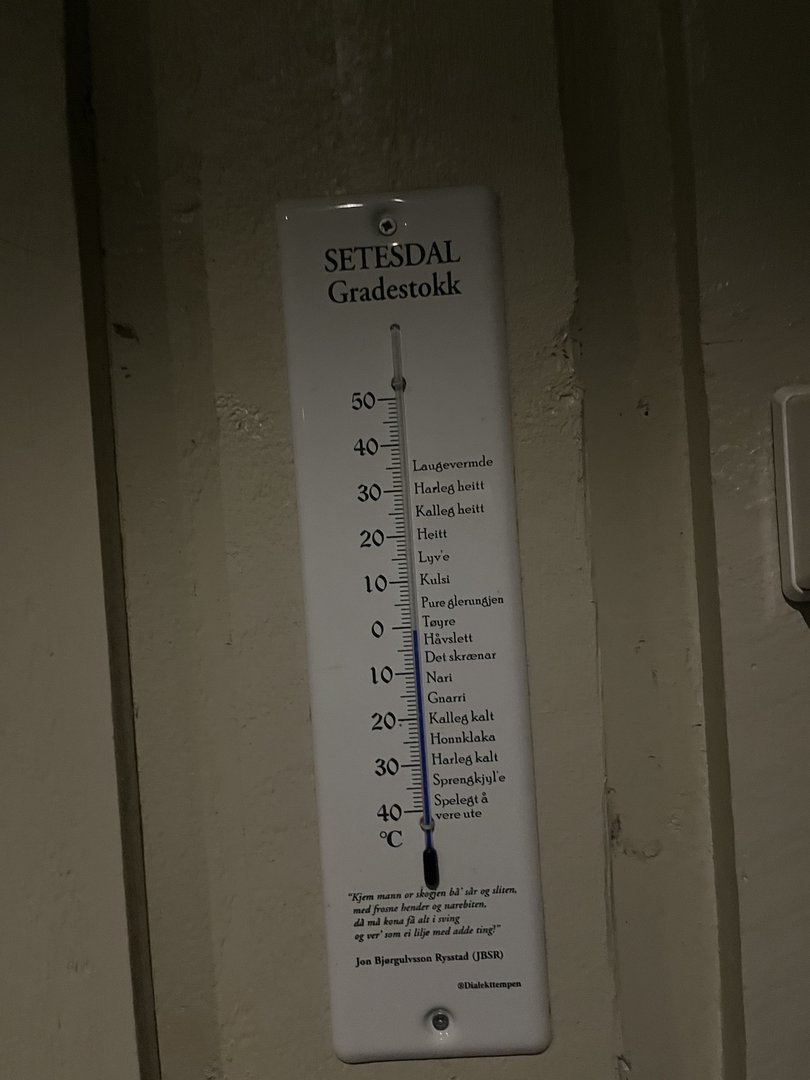 SETESDAL
Gradestokk
50
40
Laugevermde
30
Harleg heitt
Kalleg heitt
20
Heitt
Lyv'e
10
Kulsi
Pure glerungjen
Tøyre
0
Håvslett
Det skrænar
10
Nari
Gnarri
20
Kalleg kalt
Honnklaka
30
Harleg kalt
Sprengkjyl'e
40
Spelegt å
vere ute
°C
"Kjem mann or skogjen bå' sår og sliten,
med frosne hender og narebiten,
då må kona få alt i sving
og ver' som ei lilje med adde ting!"
Jon Bjørgulvsson Rysstad (JBSR)
®Dialekttempen